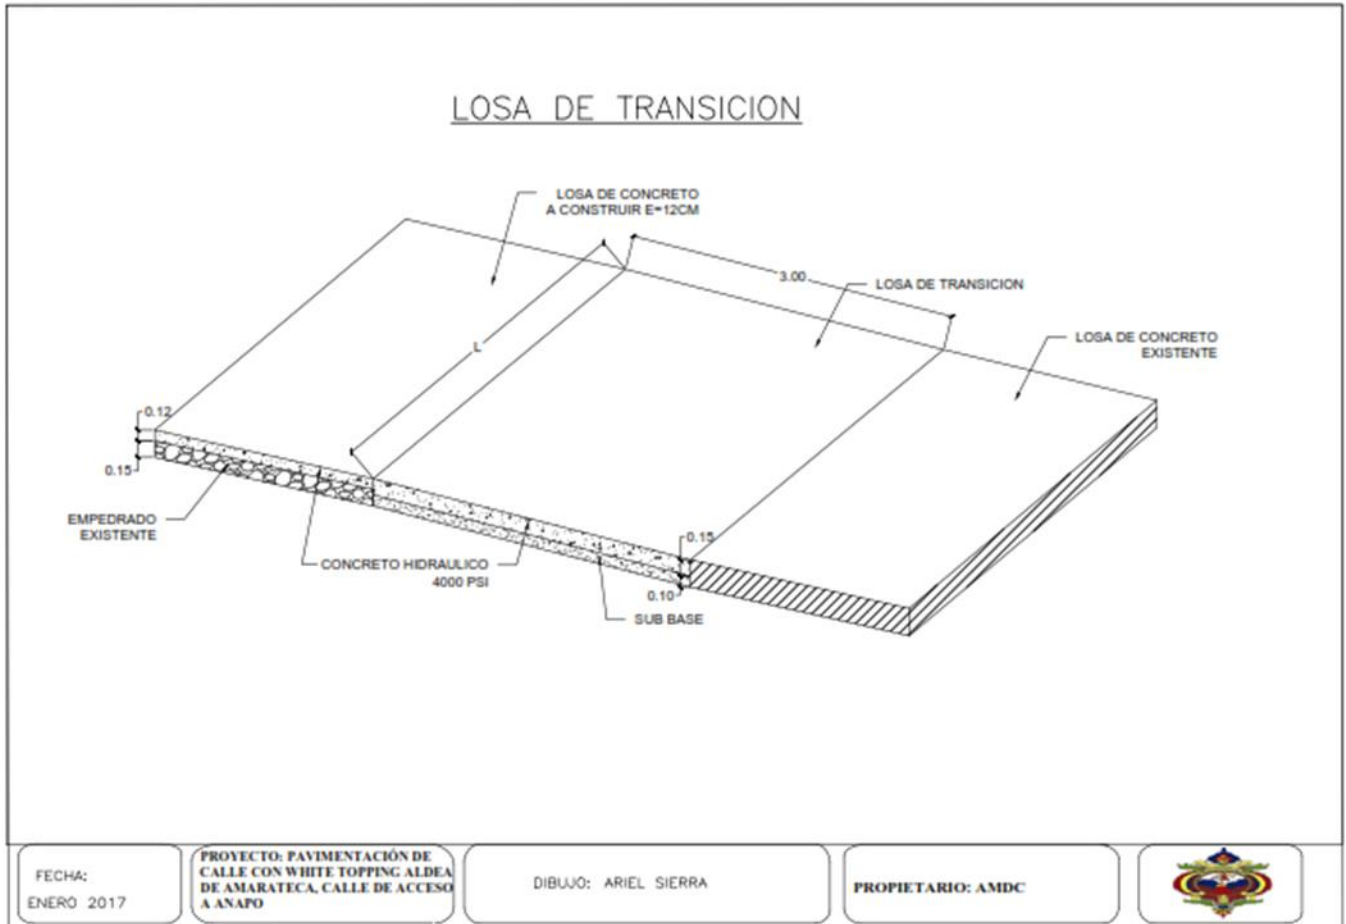 LOSA DE TRANSICION
LOSA DE CONCRETO
A CONSTRUIR E=12CM
3.00
LOSA DE TRANSICION
LOSA DE CONCRETO
EXISTENTE
L
0.12
0.15
EMPEDRADO
EXISTENTE
CONCRETO HIDRAULICO
4000 PSI
0.15
0.10
SUB BASE
FECHA:
ENERO 2017
PROYECTO: PAVIMENTACIÓN DE
CALLE CON WHITE TOPPING ALDEA
DE AMARATECA, CALLE DE ACCESO
A ANAPO
DIBUJO: ARIEL SIERRA
PROPIETARIO: AMDC